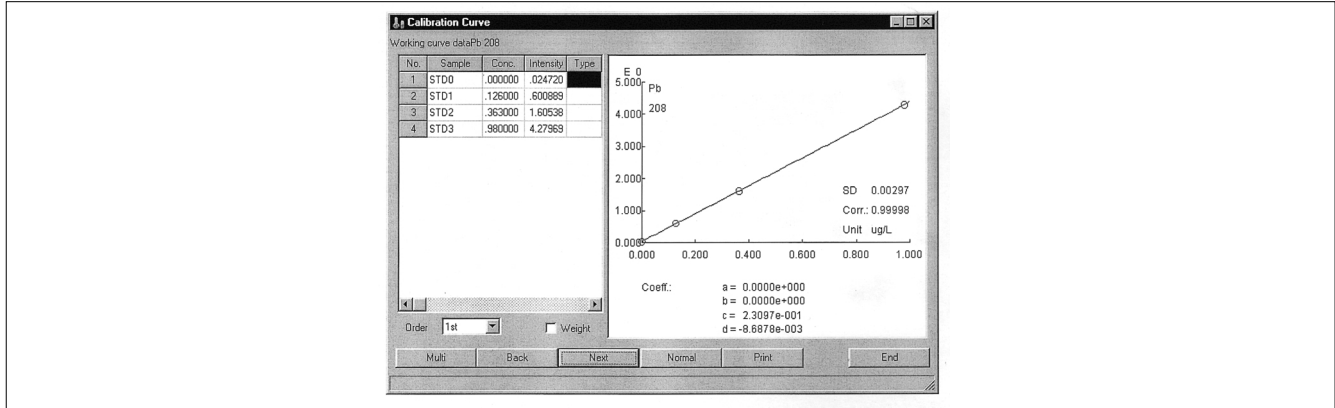 Calibration Curve
Working curve dataPb 208
No. Sample Conc. Intensity Type
1 STD0 .000000 .024720
2 STD1 .126000 .600889
3 STD2 .363000 1.60538
4 STD3 .980000 4.27969
E 0
5.000
Pb
208
4.000
3.000
2.000
SD 0.00297
1.000
Corr.: 0.99998
Unit ug/L
0.000
0.000 0.200 0.400 0.600 0.800 1.000
Coeff.: a = 0.0000e+000
b = 0.0000e+000
c = 2.3097e-001
d = -8.6878e-003
Order 1st Weight
Multi Back Next Normal Print End